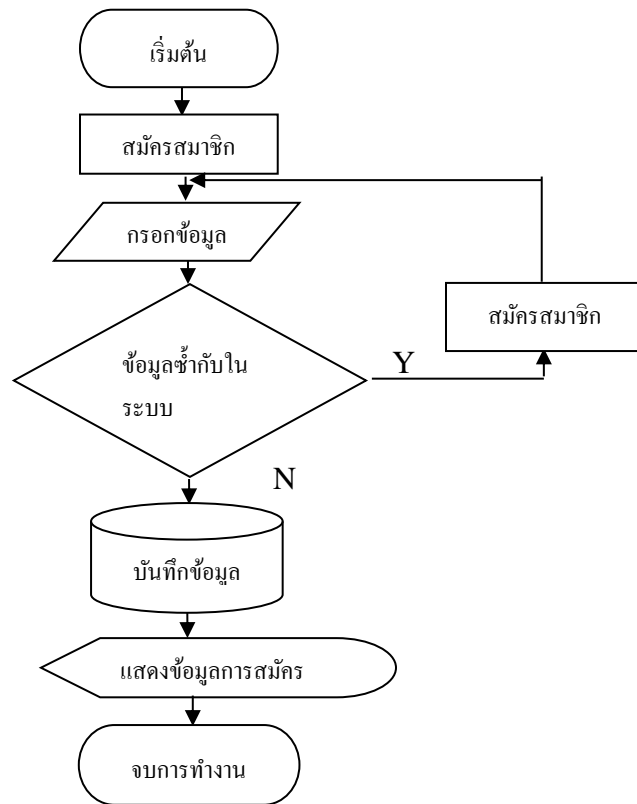 เริ่มต้น
สมัครสมาชิก
กรอกข้อมูล
สมัครสมาชิก
ข้อมูลซ้ำกับใน
ระบบ
Y
N
บันทึกข้อมูล
แสดงข้อมูลการสมัคร
จบการทำงาน